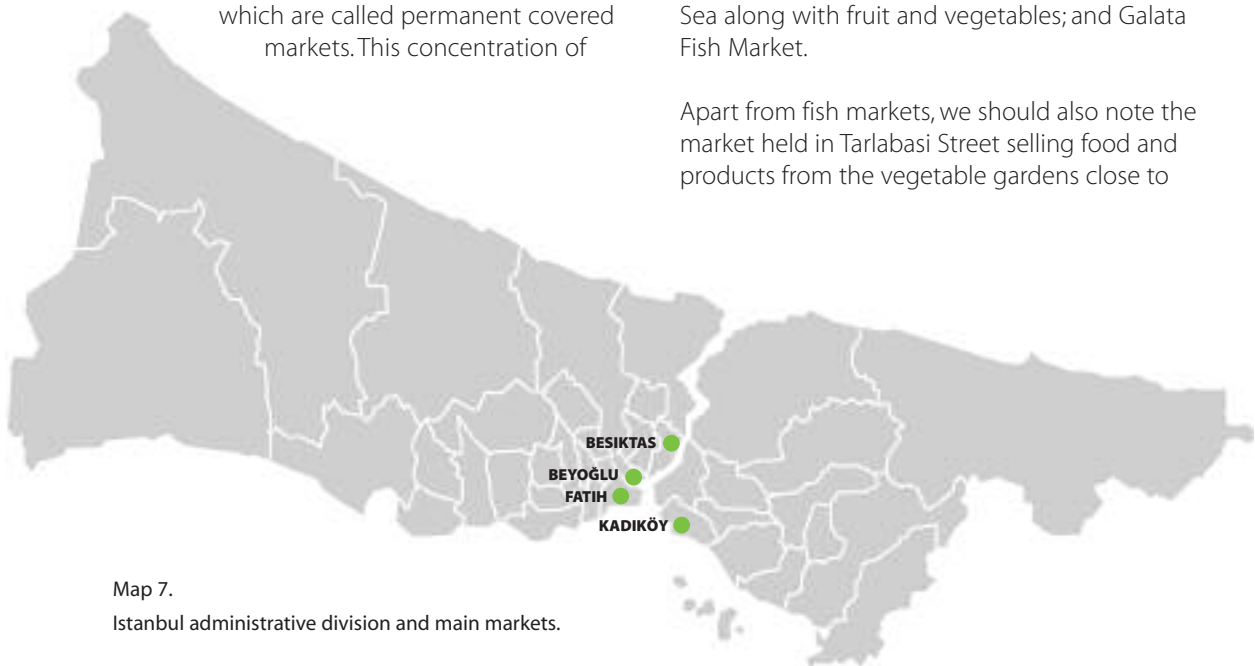 which are called permanent covered
markets. This concentration of
Sea along with fruit and vegetables; and Galata
Fish Market.
Apart from fish markets, we should also note the
market held in Tarlabasi Street selling food and
products from the vegetable gardens close to
BESIKTAS
BEYOĞLU
FATIH
KADIKÖY
Map 7.
Istanbul administrative division and main markets.